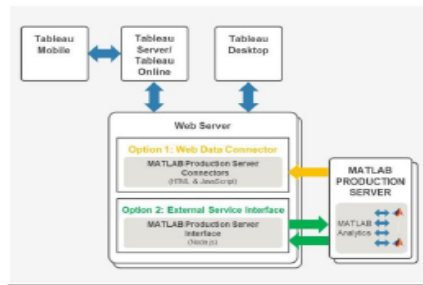 Tableau
Mobile
Tableau
Server/
Tableau
Online
Tableau
Desktop
Web Server
Option 1: Web Data Connector
MATLAB Production Server
Connectors
(HTML & JavaScript)
Option 2: External Service Interface
MATLAB Production Server
Interface
(Node.js)
MATLAB
PRODUCTION
SERVER
MATLAB
Analytics